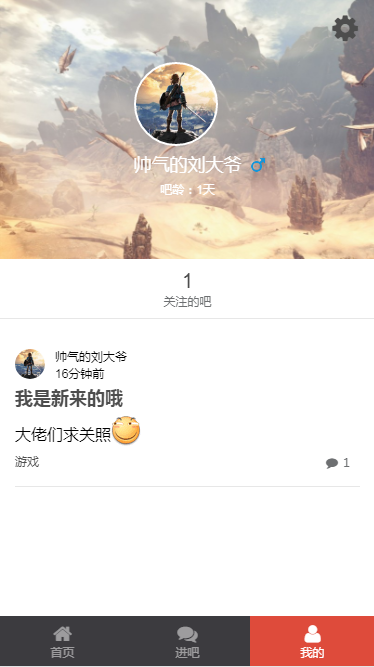 帅气的刘大爷
吧龄：1天
1
关注的吧
帅气的刘大爷
16分钟前
我是新来的哦
大佬们求关照
游戏 1
首页 进吧 我的